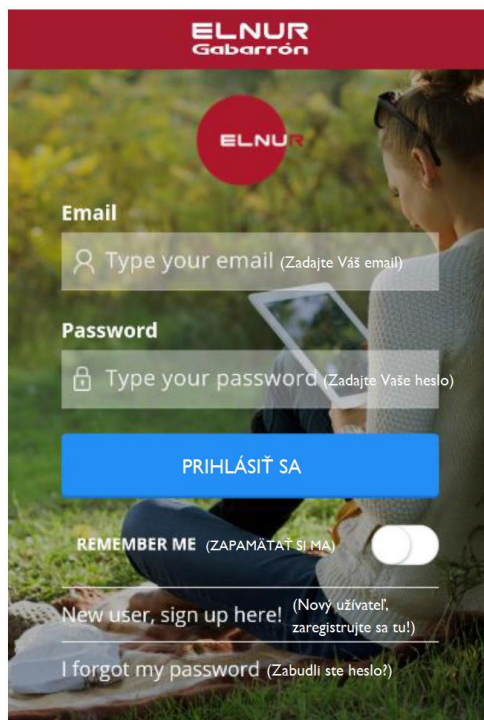 ELNUR
Gabarrón
ELNUR
Email
Type your email (Zadajte Váš email)
Password
Type your password (Zadajte Vaše heslo)
PRIHLÁSIŤ SA
REMEMBER ME (ZAPAMÄTAŤ SI MA)
New user, sign up here! (Nový užívateľ,
zaregistrujte sa tu!)
I forgot my password (Zabudli ste heslo?)